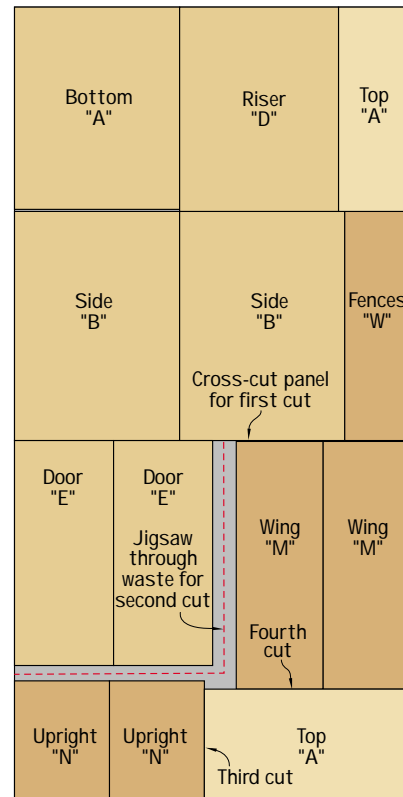 Bottom
"A"
Riser
"D"
Top
"A"
Side
"B"
Side
"B"
Fences
"W"
Cross-cut panel
for first cut
Door
"E"
Door
"E"
Jigsaw
through
waste for
second cut
Wing
"M"
Wing
"M"
Fourth
cut
Upright
"N"
Upright
"N"
Third cut
Top
"A"